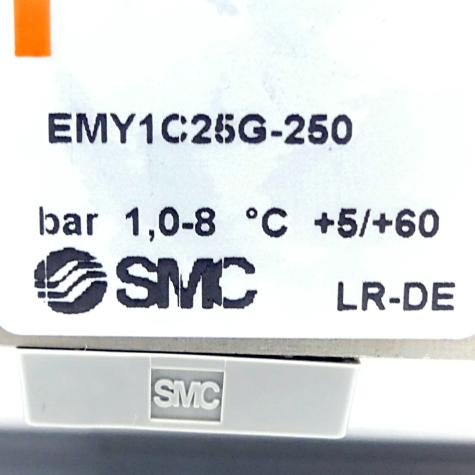 EMY1C25G-250
bar 1,0-8 °C +5/+60
SMC LR-DE
SMC